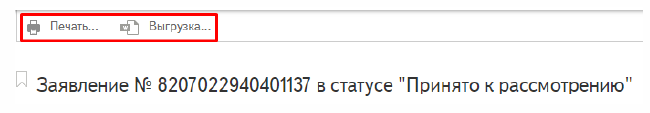 Печать... Выгрузка...
Заявление № 8207022940401137 в статусе "Принято к рассмотрению"